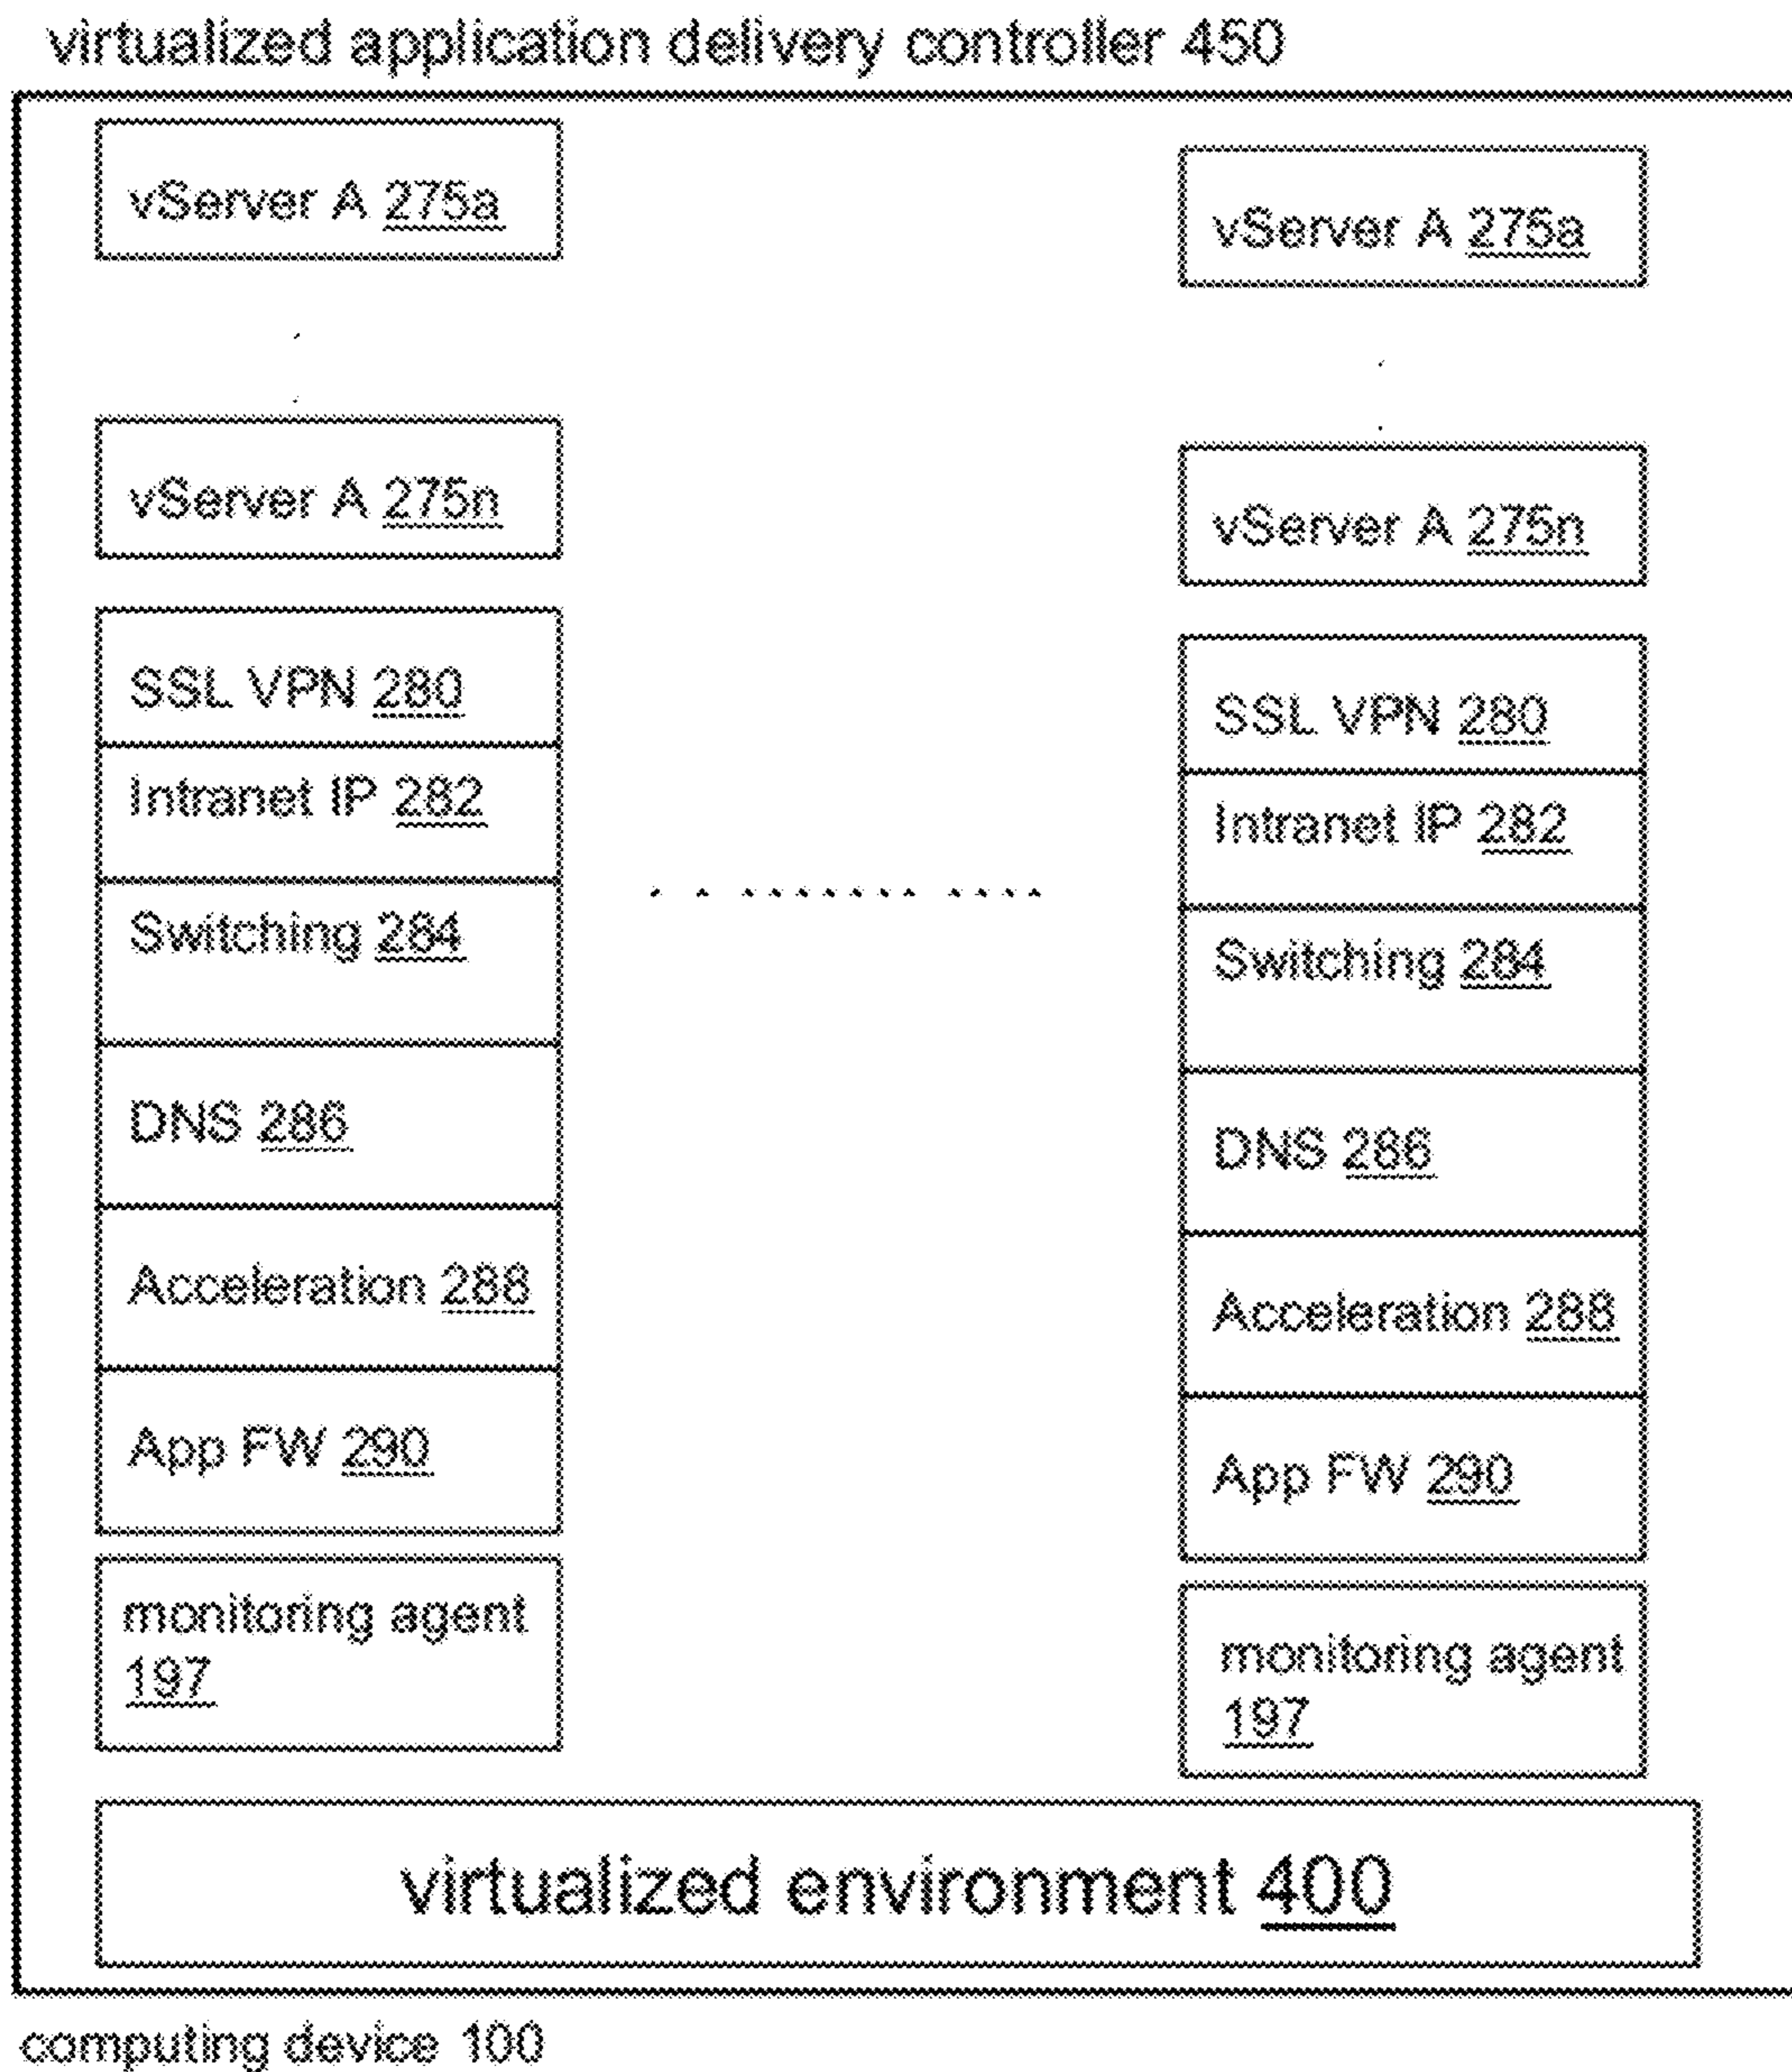 virtualized application delivery controller 450
vServer A 275a
vServer A 275n
SSL VPN 280
Intranet IP 282
Switching 284
DNS 286
Acceleration 288
App FW 290
monitoring agent
197
vServer A 275a
vServer A 275n
SSL VPN 280
Intranet IP 282
Switching 284
DNS 286
Acceleration 288
App FW 290
monitoring agent
197
virtualized environment 400
computing device 100